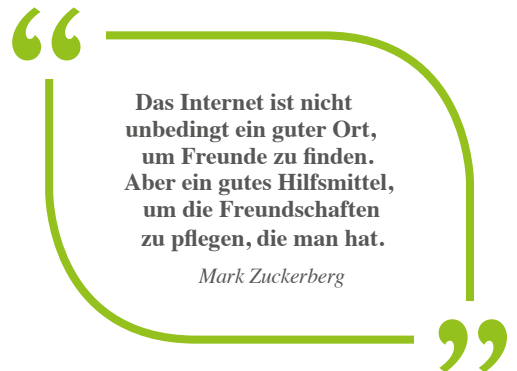 “
Das Internet ist nicht
unbedingt ein guter Ort,
um Freunde zu finden.
Aber ein gutes Hilfsmittel,
um die Freundschaften
zu pflegen, die man hat.
Mark Zuckerberg
”